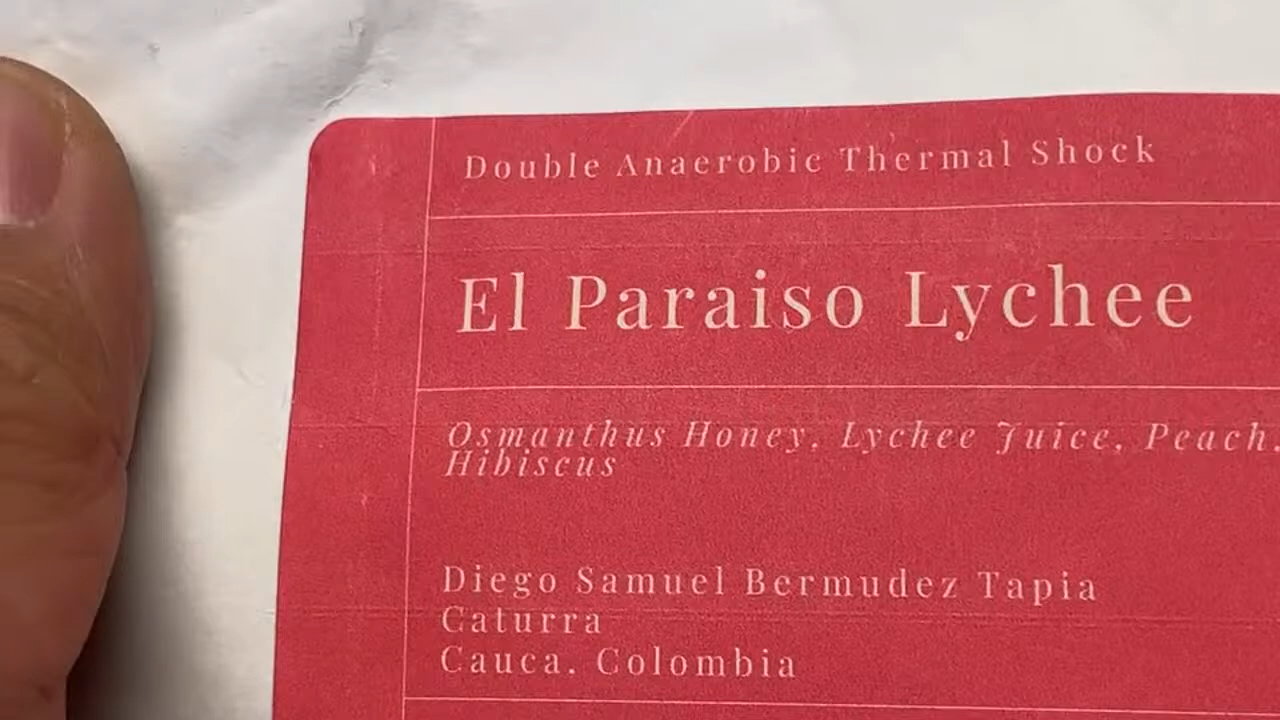 Double Anaerobic Thermal Shock
El Paraiso Lychee
Osmanthus Honey, Lychee Juice, Peach,
Hibiscus
Diego Samuel Bermudez Tapia
Caturra
Cauca, Colombia